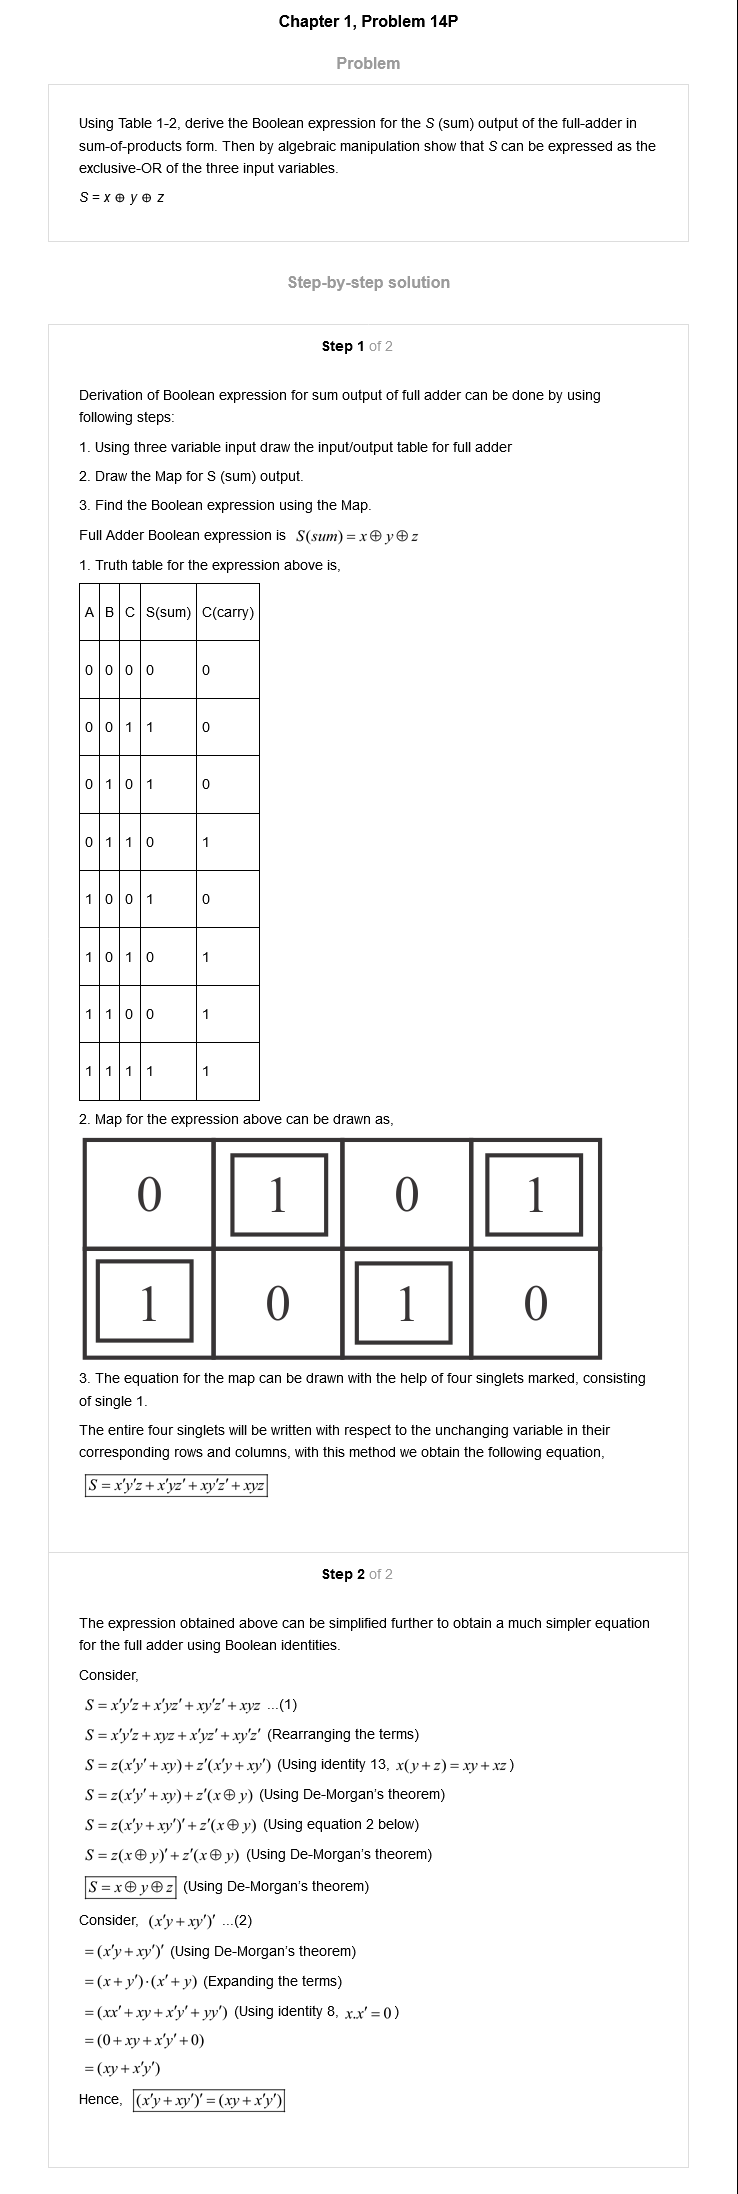 Chapter 1, Problem 14P
Problem
Using Table 1-2, derive the Boolean expression for the S (sum) output of the full-adder in
sum-of-products form. Then by algebraic manipulation show that S can be expressed as the
exclusive-OR of the three input variables.
S = x ⊕ y ⊕ z
Step-by-step solution
Step 1 of 2
Derivation of Boolean expression for sum output of full adder can be done by using
following steps:
1. Using three variable input draw the input/output table for full adder
2. Draw the Map for S (sum) output.
3. Find the Boolean expression using the Map.
Full Adder Boolean expression is S(sum) = x ⊕ y ⊕ z
1. Truth table for the expression above is,
A B C S(sum) C(carry)
0 0 0 0 0
0 0 1 1 0
0 1 0 1 0
0 1 1 0 1
1 0 0 1 0
1 0 1 0 1
1 1 0 0 1
1 1 1 1 1
2. Map for the expression above can be drawn as,
0 1 0 1
1 0 1 0
3. The equation for the map can be drawn with the help of four singlets marked, consisting
of single 1.
The entire four singlets will be written with respect to the unchanging variable in their
corresponding rows and columns, with this method we obtain the following equation,
S = x'y'z + x'yz' + xy'z' + xyz
Step 2 of 2
The expression obtained above can be simplified further to obtain a much simpler equation
for the full adder using Boolean identities.
Consider,
S = x'y'z + x'yz' + xy'z' + xyz ...(1)
S = x'y'z + xyz + x'yz' + xy'z' (Rearranging the terms)
S = z(x'y' + xy) + z'(x'y + xy') (Using identity 13, x(y + z) = xy + xz)
S = z(x'y' + xy) + z'(x ⊕ y) (Using De-Morgan's theorem)
S = z(x'y + xy')' + z'(x ⊕ y) (Using equation 2 below)
S = z(x ⊕ y)' + z'(x ⊕ y) (Using De-Morgan's theorem)
S = x ⊕ y ⊕ z (Using De-Morgan's theorem)
Consider, (x'y + xy')' ...(2)
= (x'y + xy')' (Using De-Morgan's theorem)
= (x + y')·(x' + y) (Expanding the terms)
= (xx' + xy + x'y' + yy') (Using identity 8, x.x' = 0)
= (0 + xy + x'y' + 0)
= (xy + x'y')
Hence, (x'y + xy')' = (xy + x'y')